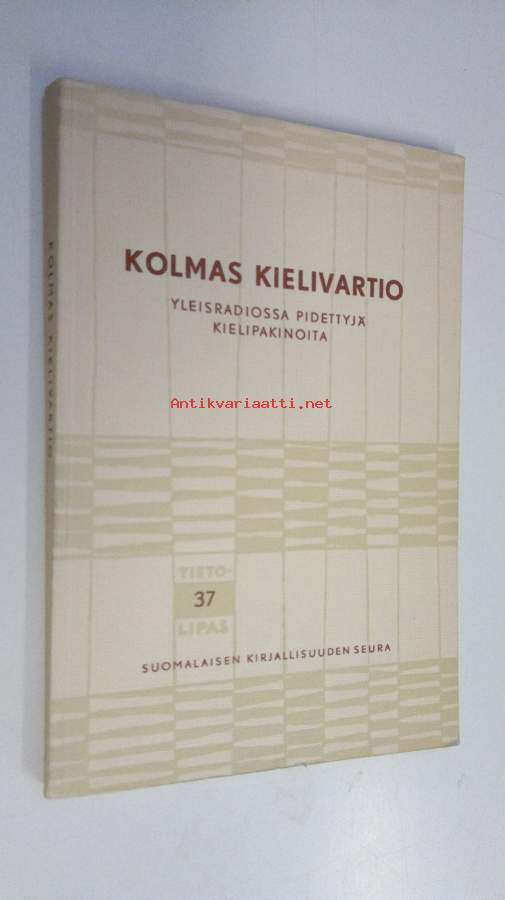 KOLMAS KIELIVARTIO
YLEISRADIOSSA PIDETTYJÄ
KIELIPAKINOITA
Antikvariaatti.net
TIETO-
37
LIPAS
SUOMALAISEN KIRJALLISUUDEN SEURA
KOLMAS KIELIVARTIO